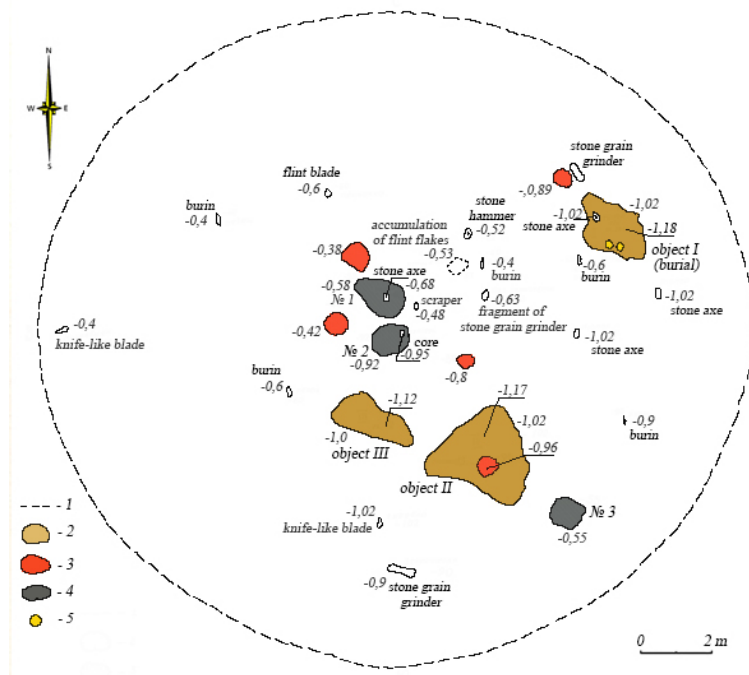 N
W E
S
stone grain
grinder
-,0,89
flint blade
-0,6
burin
-0,4
stone
hammer
-0,52
-1,02
-1,02
stone axe
-1,18
object I
(burial)
accumulation
of flint flakes
-0,53
-0,38
-0,4
burin
-0,6
burin
stone axe
-0,68
-0,58
№ 1
scraper
-0,48
-0,63
fragment of
stone grain grinder
-1,02
stone axe
-0,4
knife-like blade
-0,42
core
-0,95
№ 2
-0,92
-1,02
stone axe
burin
-0,6
-0,8
-1,12
-1,0
object III
-1,17
-1,02
-0,96
object II
-0,9
burin
-1,02
knife-like blade
№ 3
-0,55
-0,9
stone grain
grinder
- 1
- 2
- 3
- 4
- 5
0 2 m